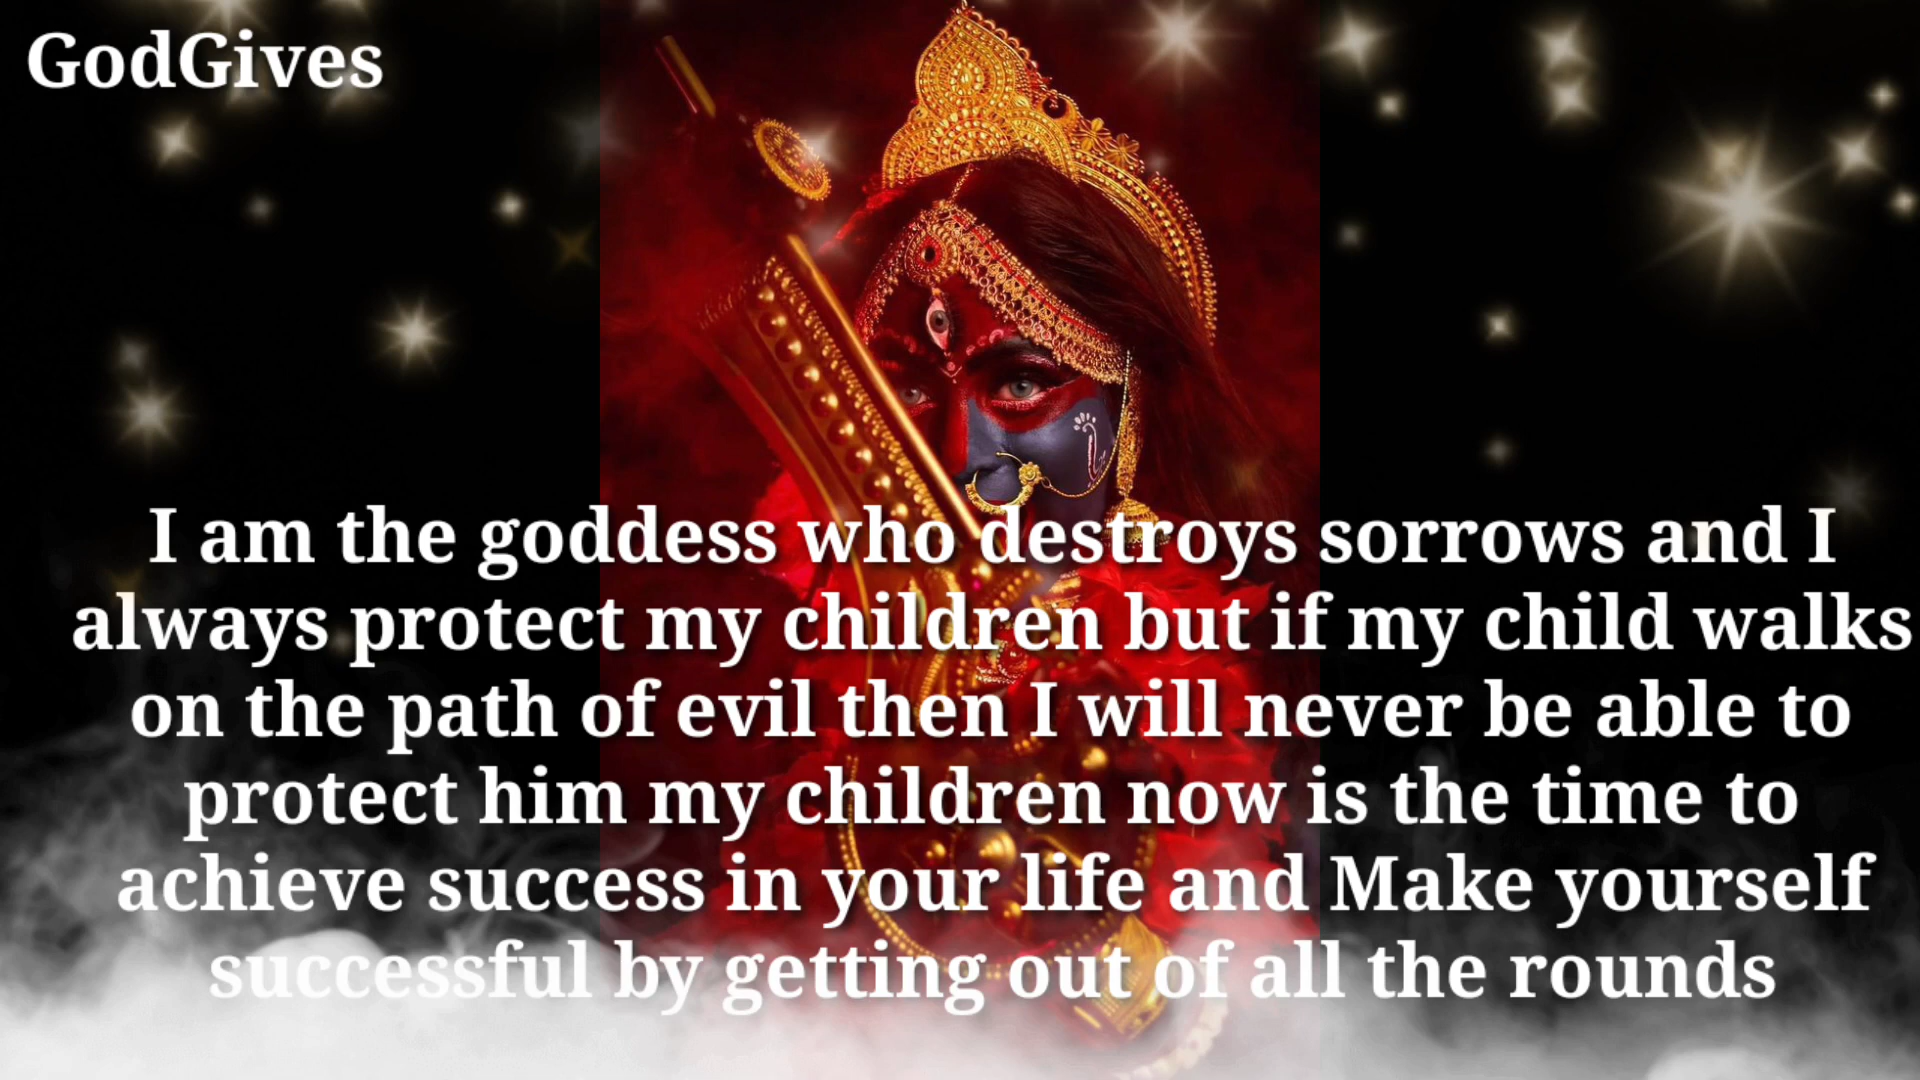 GodGives
I am the goddess who destroys sorrows and I
always protect my children but if my child walks
on the path of evil then I will never be able to
protect him my children now is the time to
achieve success in your life and Make yourself
successful by getting out of all the rounds